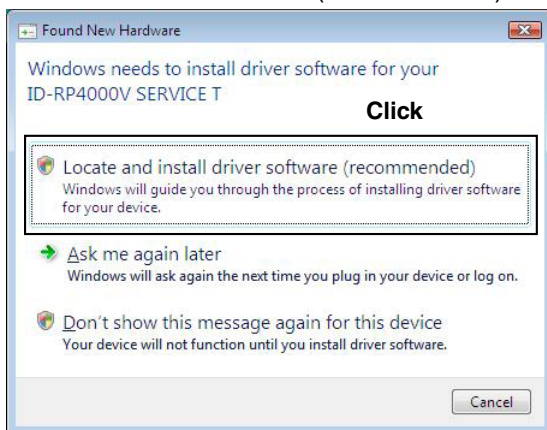 Found New Hardware
Windows needs to install driver software for your
ID-RP4000V SERVICE T
Click
Locate and install driver software (recommended)
Windows will guide you through the process of installing driver software
for your device.
Ask me again later
Windows will ask again the next time you plug in your device or log on.
Don't show this message again for this device
Your device will not function until you install driver software.
Cancel